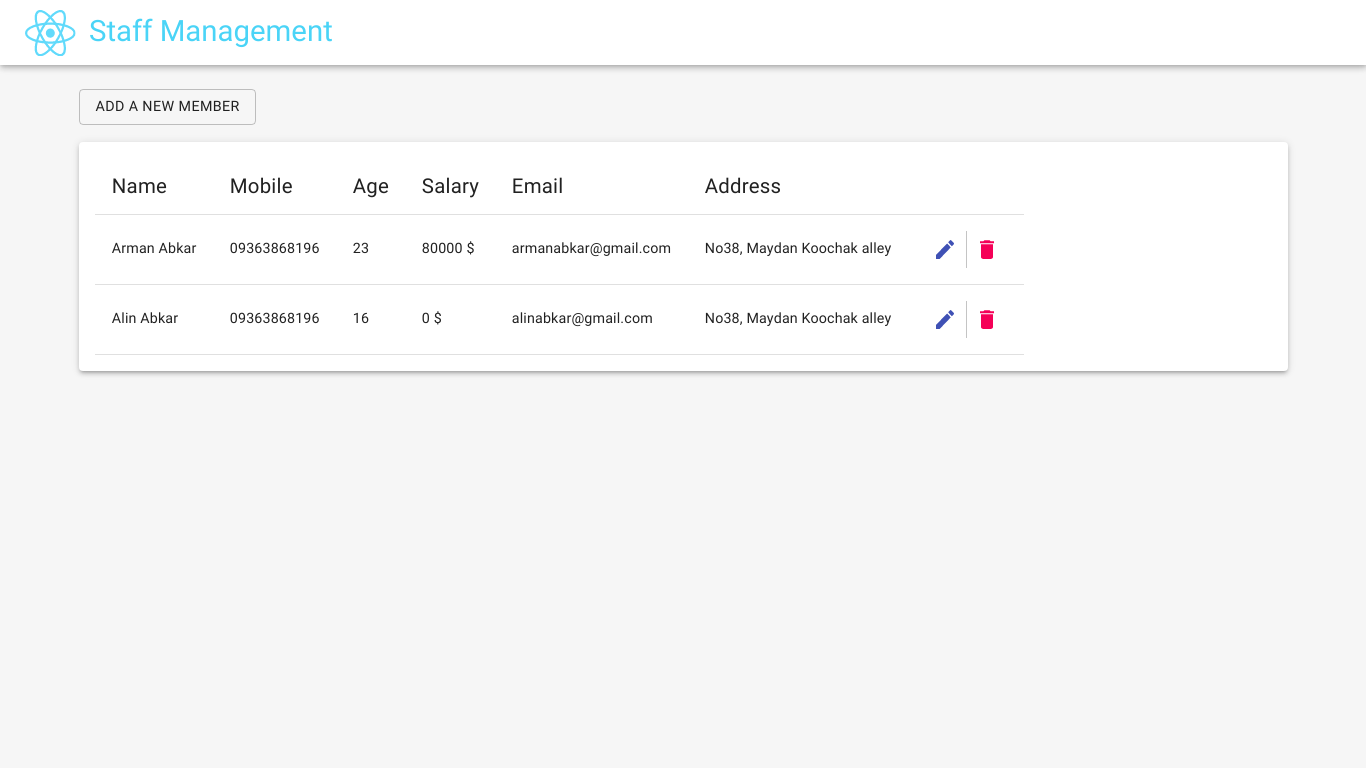 Staff Management
ADD A NEW MEMBER
Name Mobile Age Salary Email Address
Arman Abkar 09363868196 23 80000 $ armanabkar@gmail.com No38, Maydan Koochak alley
Alin Abkar 09363868196 16 0 $ alinabkar@gmail.com No38, Maydan Koochak alley